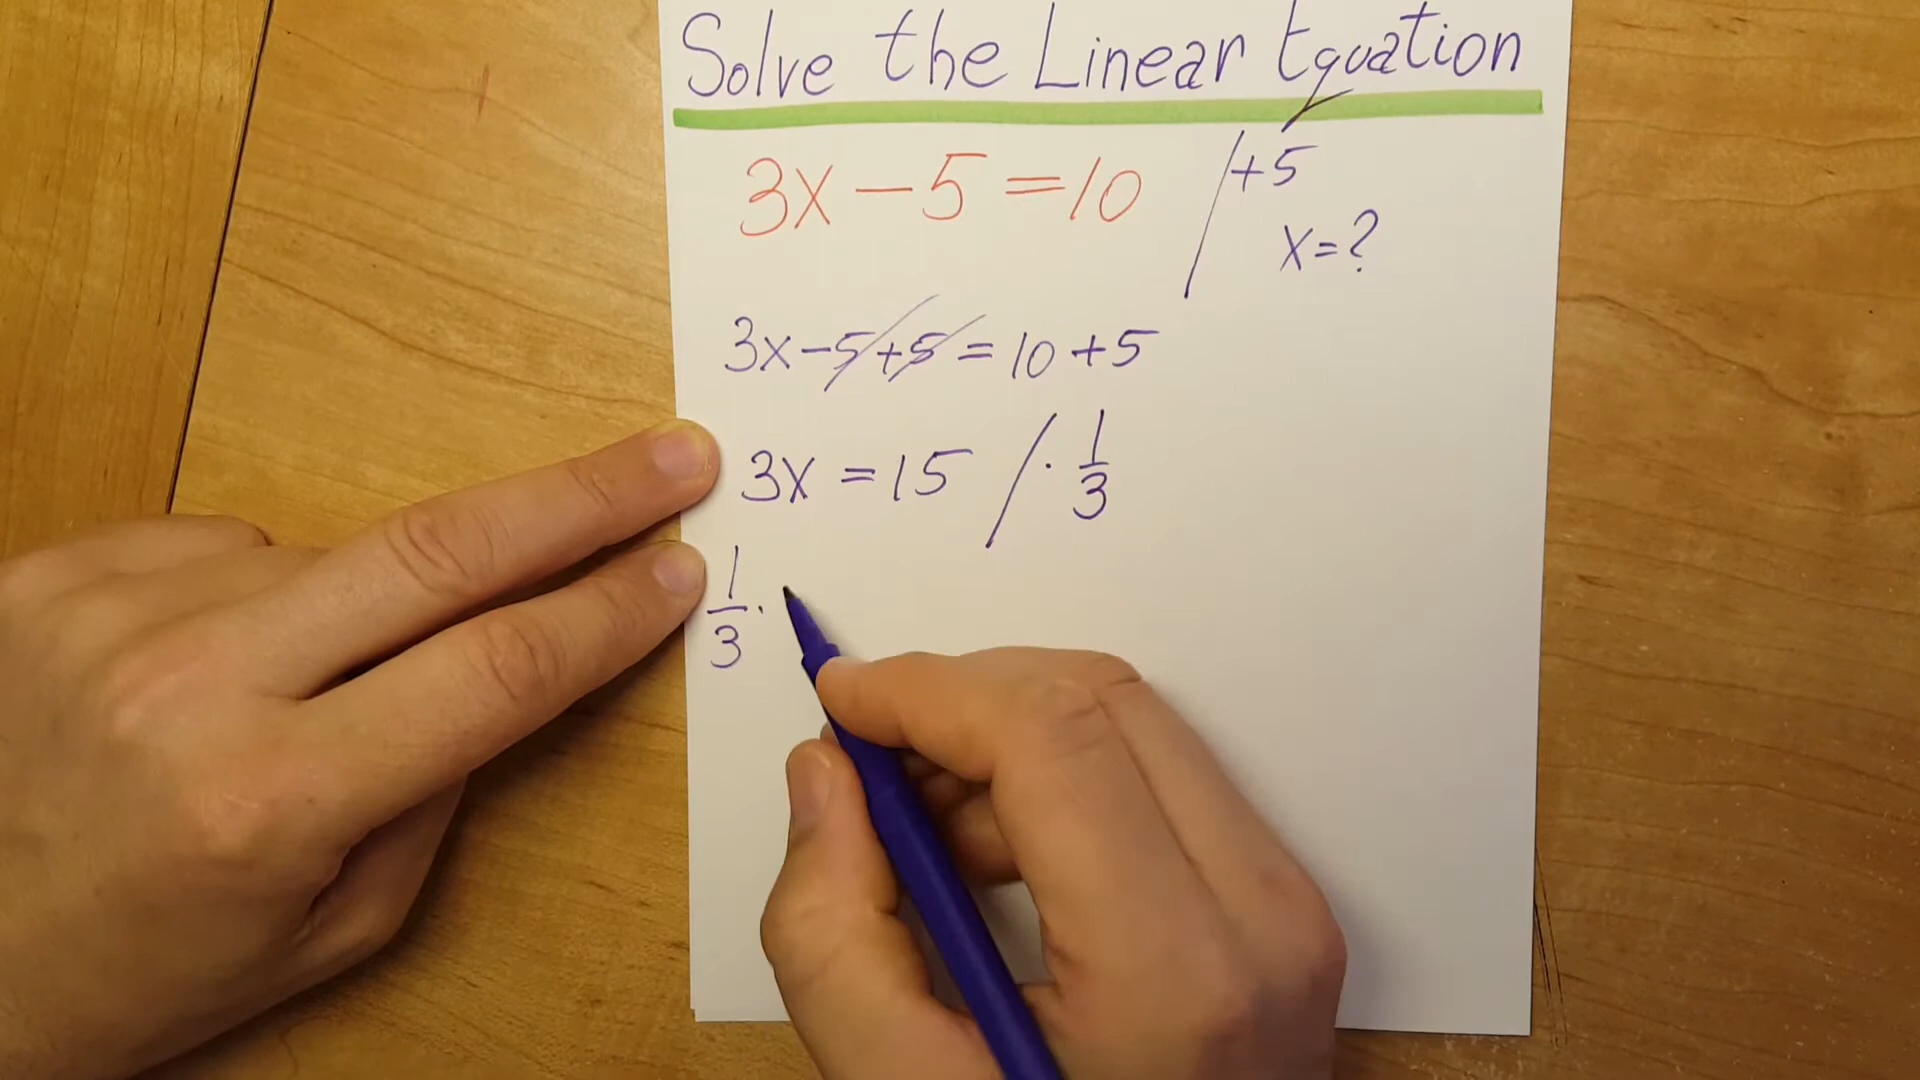 Solve the Linear Equation
3x - 5 = 10 / +5
x = ?
3x - 5 + 5 = 10 + 5
3x = 15 / · 1/3
1/3 ·